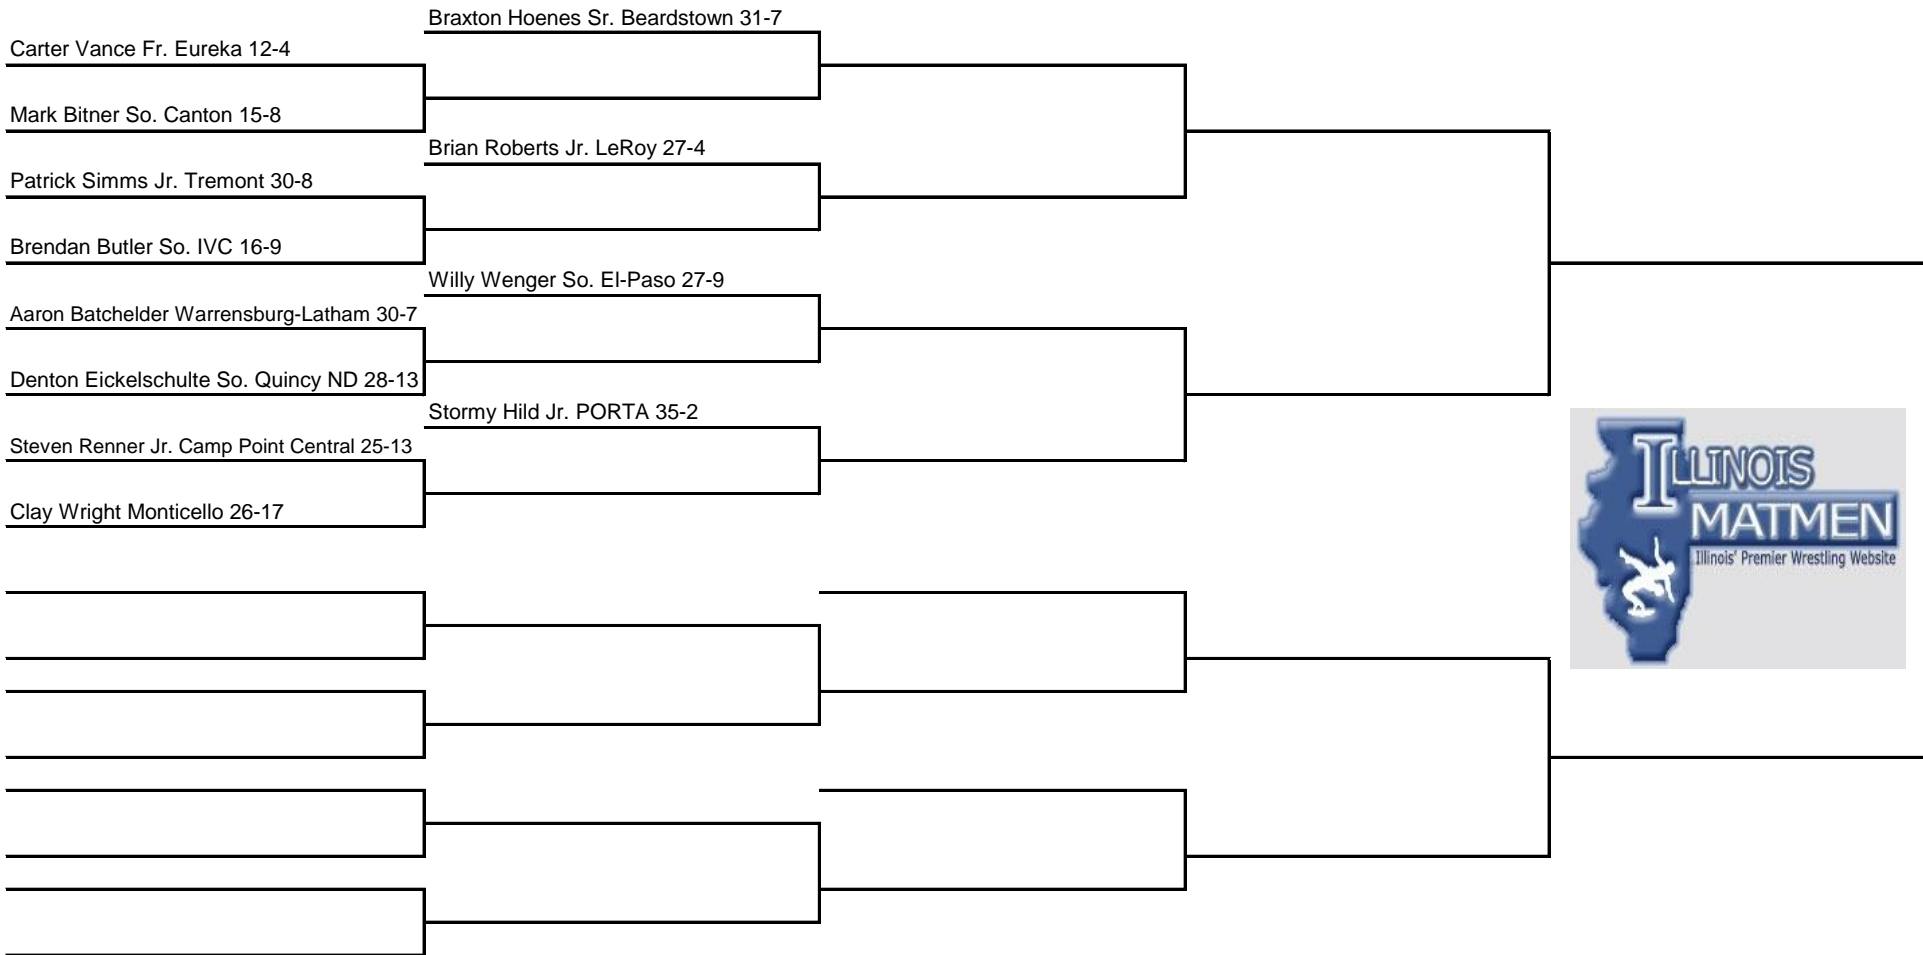 Braxton Hoenes Sr. Beardstown 31-7
Carter Vance Fr. Eureka 12-4
Mark Bitner So. Canton 15-8
Brian Roberts Jr. LeRoy 27-4
Patrick Simms Jr. Tremont 30-8
Brendan Butler So. IVC 16-9
Willy Wenger So. El-Paso 27-9
Aaron Batchelder Warrensburg-Latham 30-7
Denton Eickelschulte So. Quincy ND 28-13
Stormy Hild Jr. PORTA 35-2
Steven Renner Jr. Camp Point Central 25-13
Clay Wright Monticello 26-17
ILLINOIS
MATMEN
Illinois' Premier Wrestling Website